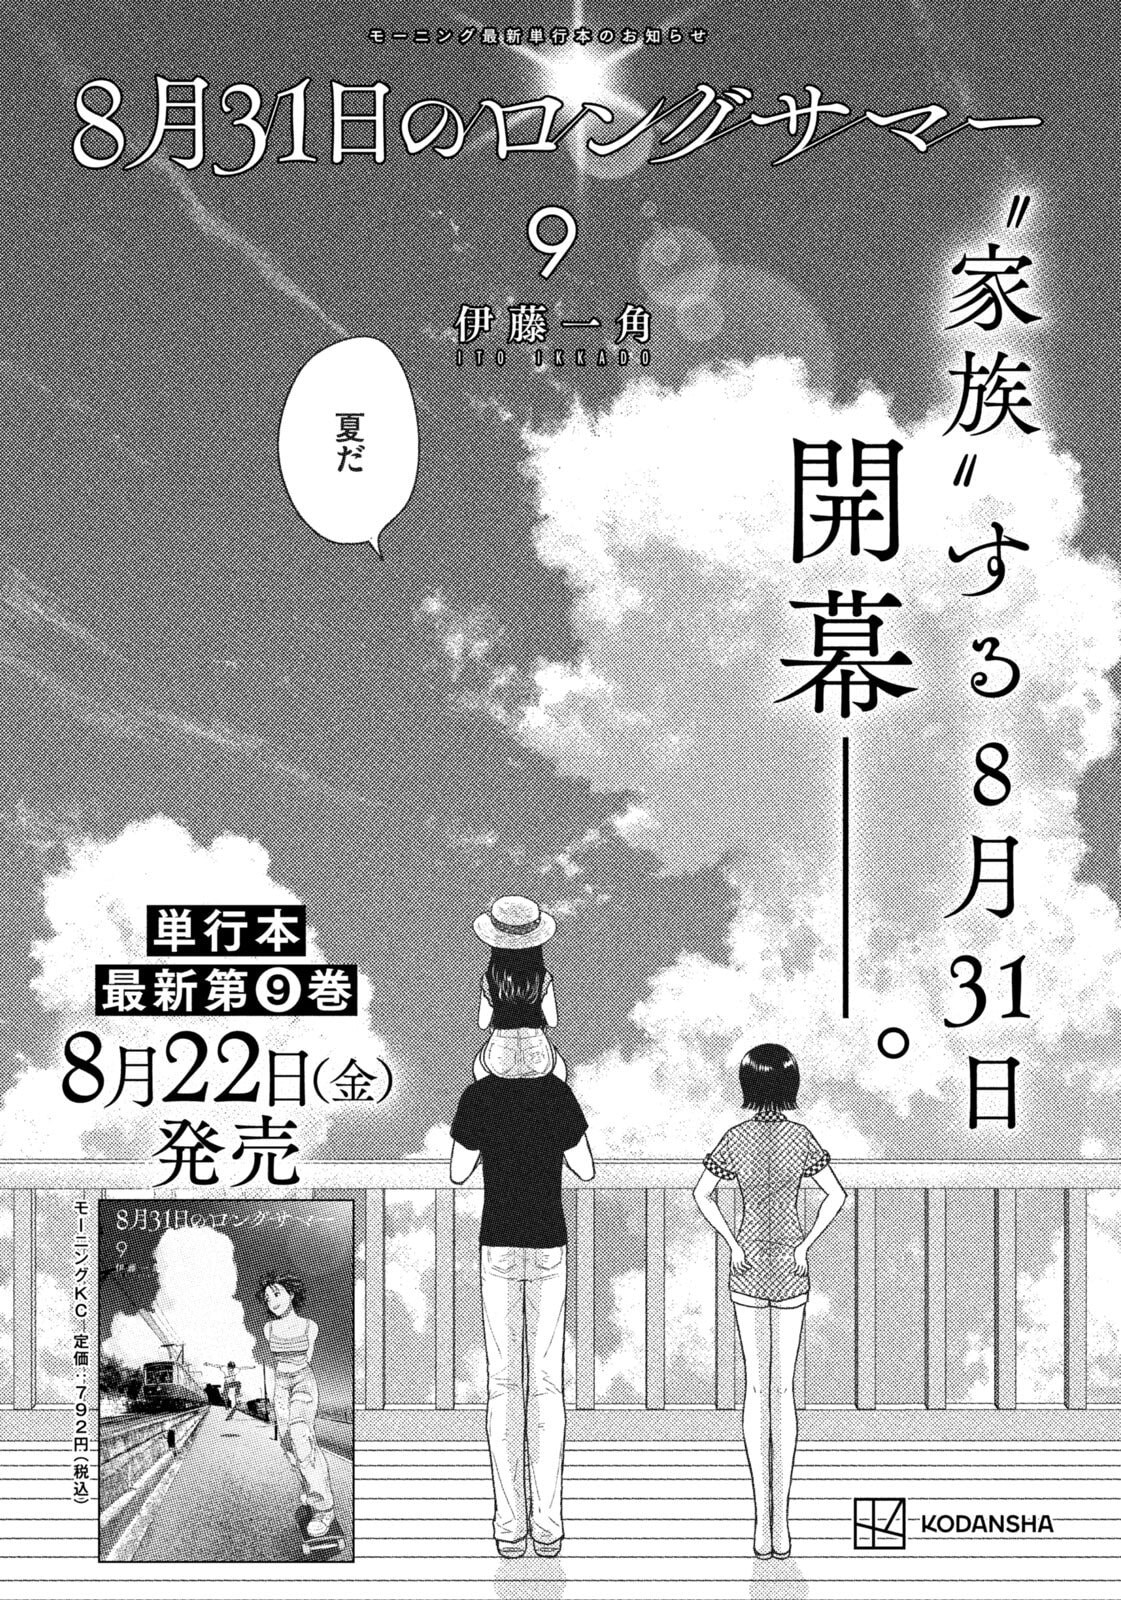 モーニング最新単行本のお知らせ
8月31日のロングサマー
9
伊藤一角
ITO IKKADO
〝家族〟する8月31日
開幕――。
夏だ
単行本
最新第9巻
8月22日(金)
発売
8月31日のロングサマー
9
伊藤一
モーニングKC 定価:792円(税込)
KODANSHA